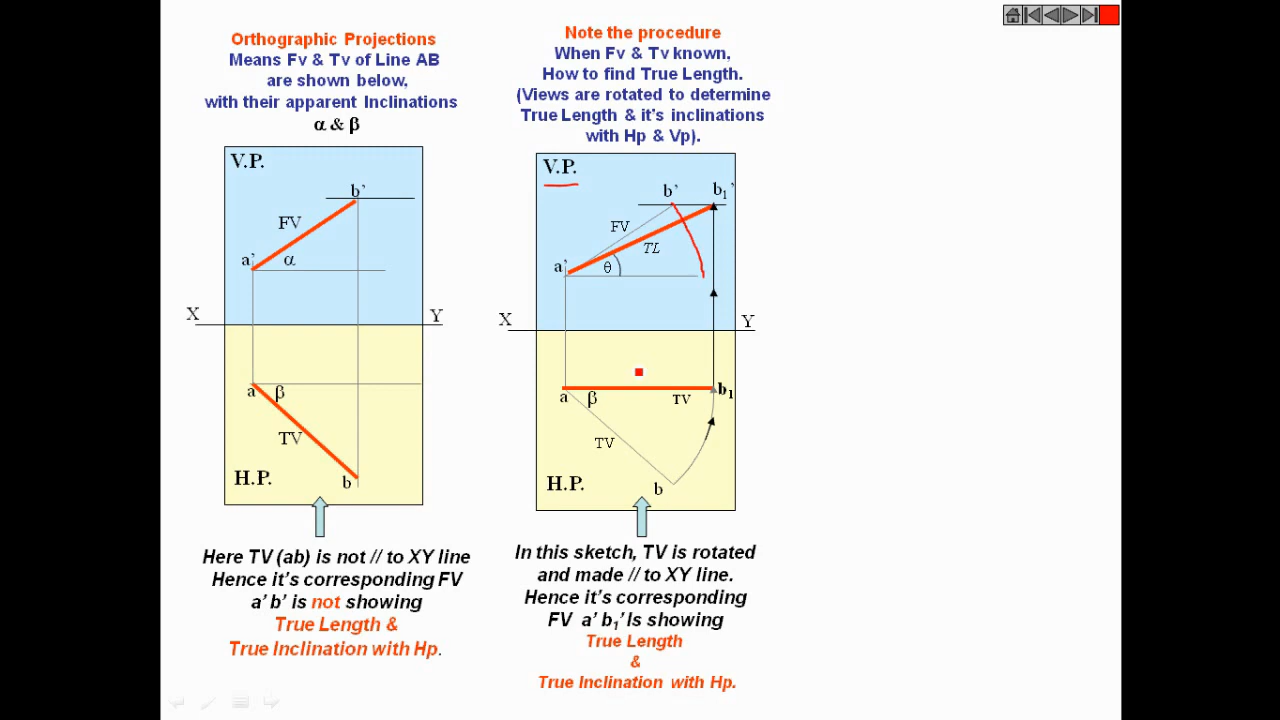 Orthographic Projections
Means Fv & Tv of Line AB
are shown below,
with their apparent Inclinations
α & β
V.P.
b’
FV
a’
α
X
Y
a
β
TV
H.P.
b
Here TV (ab) is not // to XY line
Hence it’s corresponding FV
a’ b’ is not showing
True Length &
True Inclination with Hp.
Note the procedure
When Fv & Tv known,
How to find True Length.
(Views are rotated to determine
True Length & it’s inclinations
with Hp & Vp).
V.P.
b’
b1’
FV
TL
a’
θ
X
Y
b1
a
β
TV
TV
H.P.
b
In this sketch, TV is rotated
and made // to XY line.
Hence it’s corresponding
FV a’ b1’ Is showing
True Length
&
True Inclination with Hp.